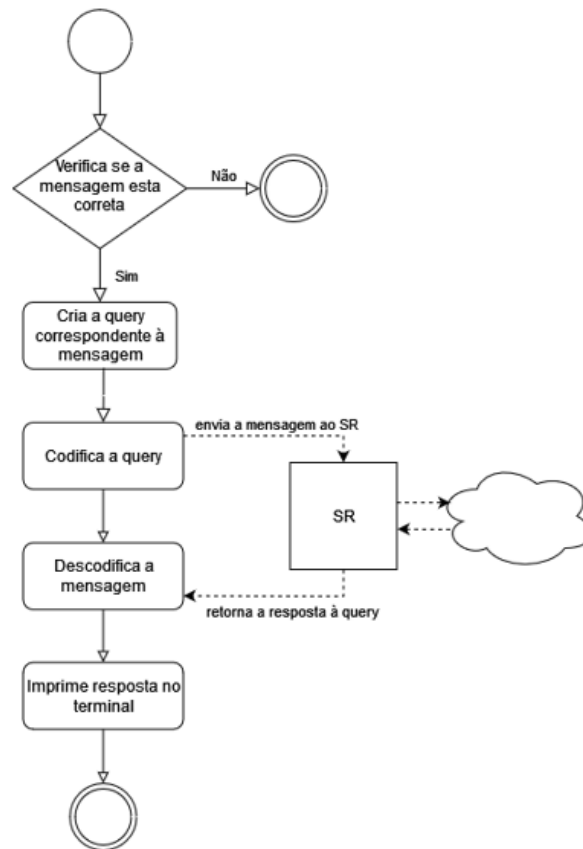 Verifica se a
mensagem esta
correta
Não
Sim
Cria a query
correspondente à
mensagem
envia a mensagem ao SR
Codifica a query
SR
Descodifica a
mensagem
retorna a resposta à query
Imprime resposta no
terminal